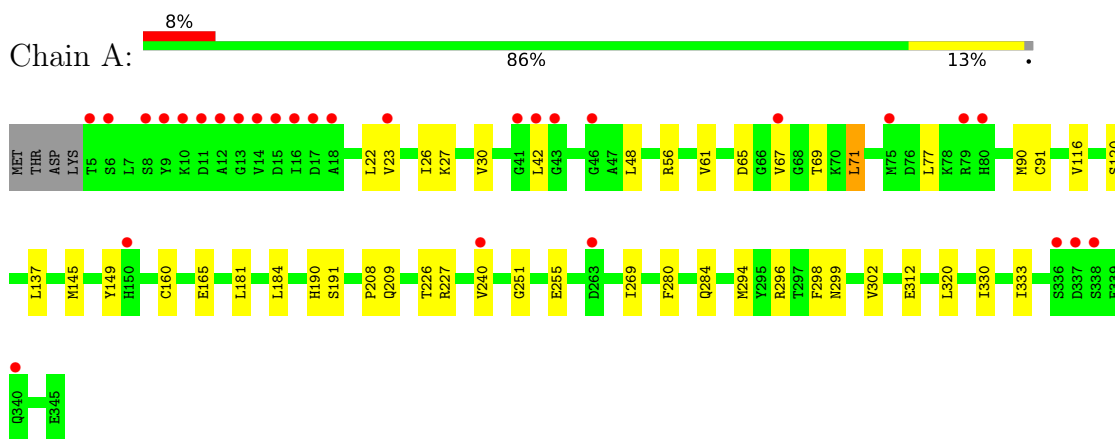 8%
Chain A:
86% 13% •
MET THR ASP LYS T5 S6 L7 S8 Y9 K10 D11 A12 G13 V14 D15 I16 D17 A18 L22 V23 I26 K27 V30 G41 L42 G43 G46 A47 L48 R56 V61 D65 G66 V67 G68 T69 K70 L71 M75 D76 L77 K78 R79 H80 M90 C91 V116
L137 M145 Y149 H150 C160 E165 L181 L184 H190 S191 P208 Q209 T226 R227 V240 G251 E255 D263 I269 F280 Q284 M294 Y295 R296 T297 F298 N299 V302 E312 L320 I330 I333 S336 D337 S338
Q340 E345